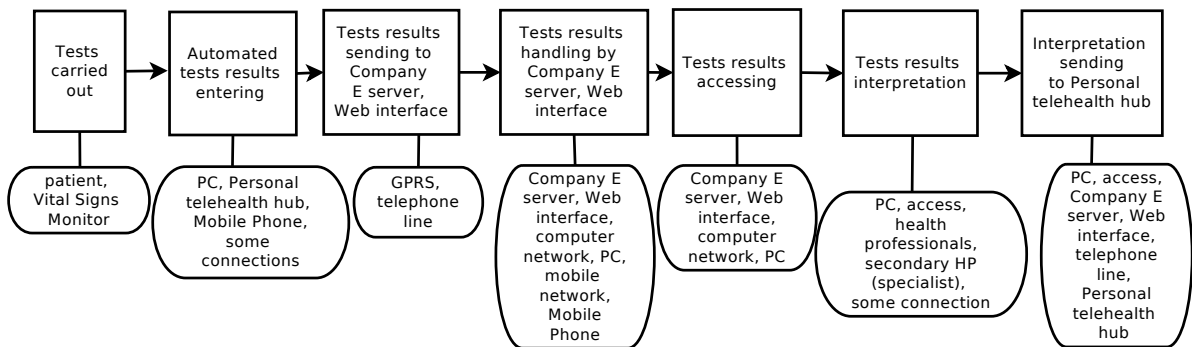 Tests
carried
out
Automated
tests results
entering
Tests results
sending to
Company
E server,
Web interface
Tests results
handling by
Company E
server, Web
interface
Tests results
accessing
Tests results
interpretation
Interpretation
sending
to Personal
telehealth hub
patient,
Vital Signs
Monitor
PC, Personal
telehealth hub,
Mobile Phone,
some
connections
GPRS,
telephone
line
Company E
server, Web
interface,
computer
network, PC,
mobile
network,
Mobile
Phone
Company E
server, Web
interface,
computer
network, PC
PC, access,
health
professionals,
secondary HP
(specialist),
some connection
PC, access,
Company E
server, Web
interface,
telephone
line,
Personal
telehealth
hub